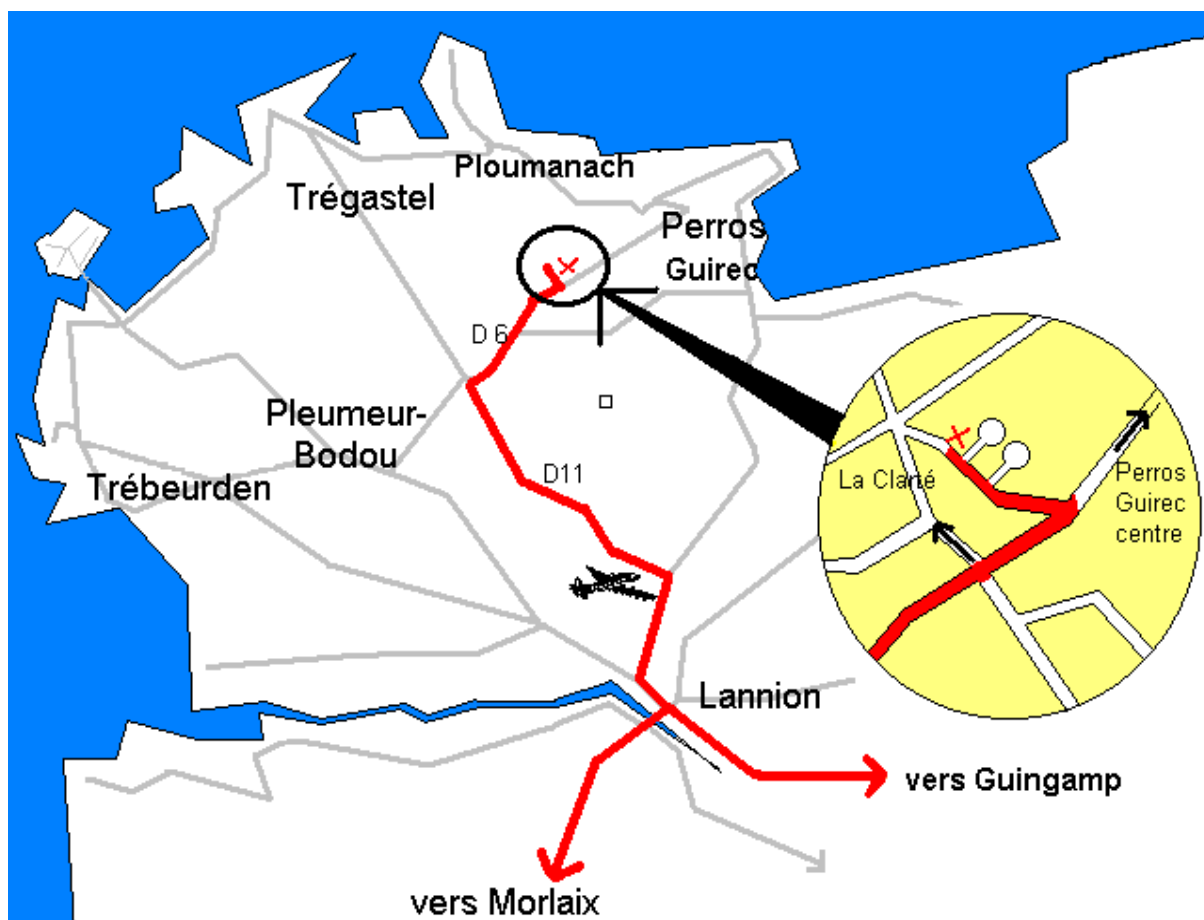 Ploumanach
Trégastel
Perros
Guirec
D 6
Pleumeur-
Bodou
D11
Trébeurden
La Clarté
Perros
Guirec
centre
Lannion
vers Guingamp
vers Morlaix